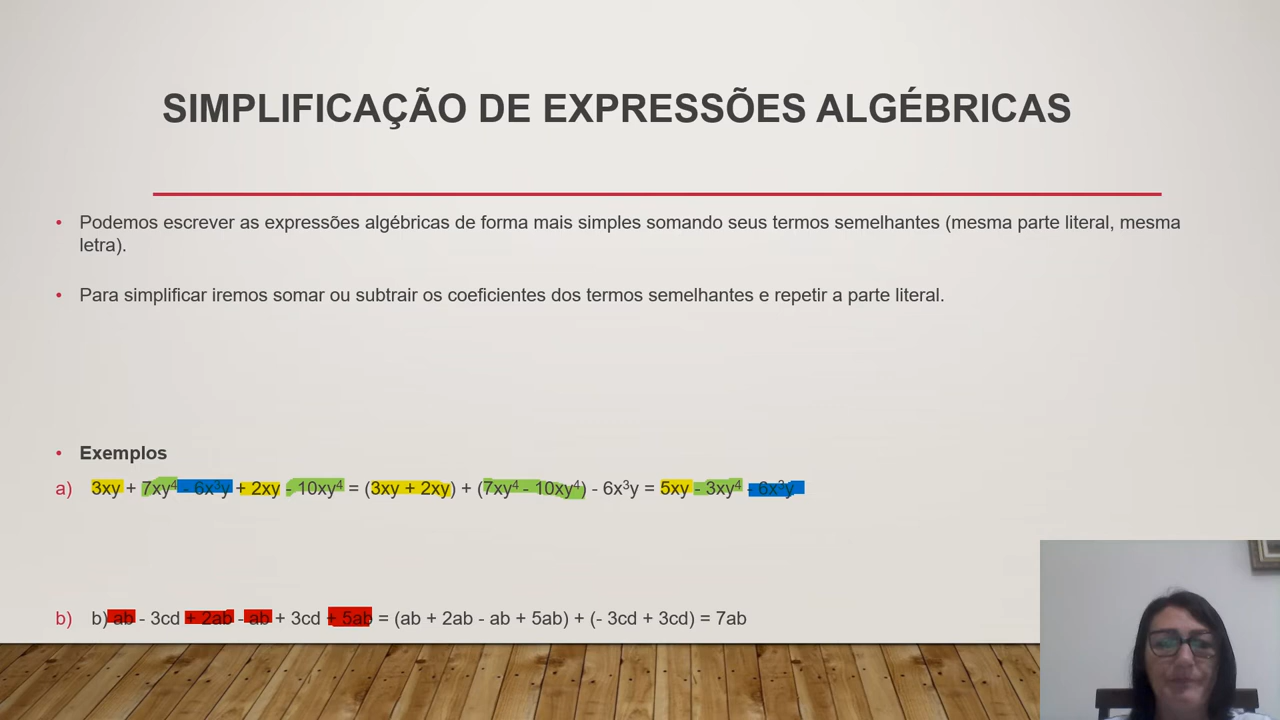 SIMPLIFICAÇÃO DE EXPRESSÕES ALGÉBRICAS
• Podemos escrever as expressões algébricas de forma mais simples somando seus termos semelhantes (mesma parte literal, mesma
letra).
• Para simplificar iremos somar ou subtrair os coeficientes dos termos semelhantes e repetir a parte literal.
• Exemplos
a) 3xy + 7xy⁴ - 6x³y + 2xy - 10xy⁴ = (3xy + 2xy) + (7xy⁴ - 10xy⁴) - 6x³y = 5xy - 3xy⁴ - 6x³y
b) b) ab - 3cd + 2ab - ab + 3cd + 5ab = (ab + 2ab - ab + 5ab) + (- 3cd + 3cd) = 7ab